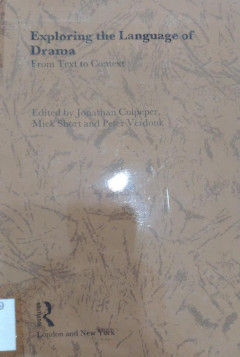 Exploring the Language of
Drama
From Text to Context
Edited by Jonathan Culpeper,
Mick Short and Peter Verdonk
London and New York